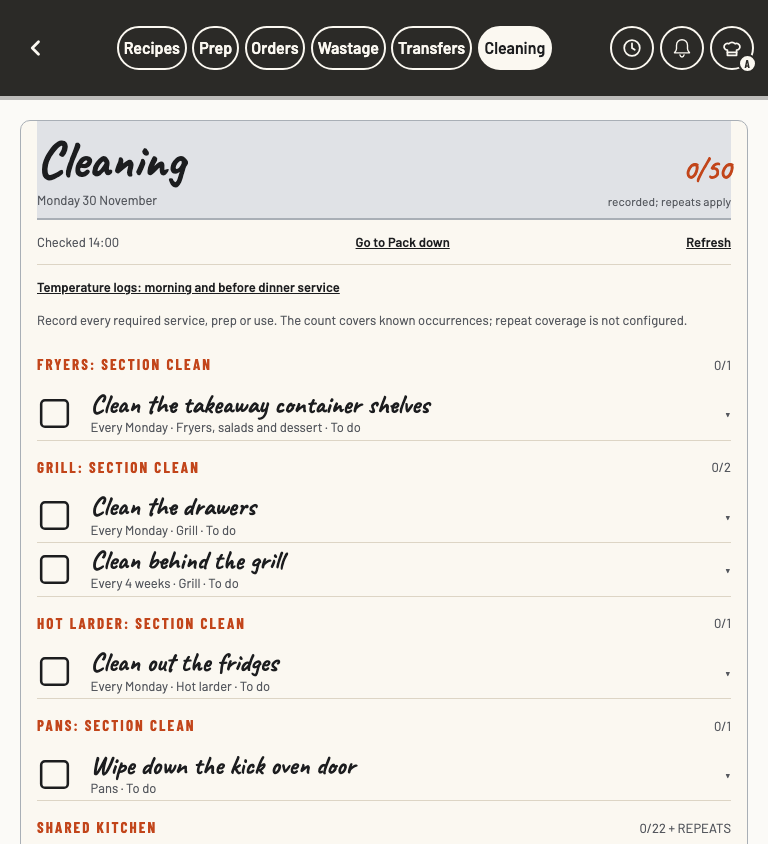 Recipes Prep Orders Wastage Transfers Cleaning
A
Cleaning
0/50
Monday 30 November
recorded; repeats apply
Checked 14:00
Go to Pack down
Refresh
Temperature logs: morning and before dinner service
Record every required service, prep or use. The count covers known occurrences; repeat coverage is not configured.
FRYERS: SECTION CLEAN
0/1
Clean the takeaway container shelves
Every Monday · Fryers, salads and dessert · To do
GRILL: SECTION CLEAN
0/2
Clean the drawers
Every Monday · Grill · To do
Clean behind the grill
Every 4 weeks · Grill · To do
HOT LARDER: SECTION CLEAN
0/1
Clean out the fridges
Every Monday · Hot larder · To do
PANS: SECTION CLEAN
0/1
Wipe down the kick oven door
Pans · To do
SHARED KITCHEN
0/22 + REPEATS